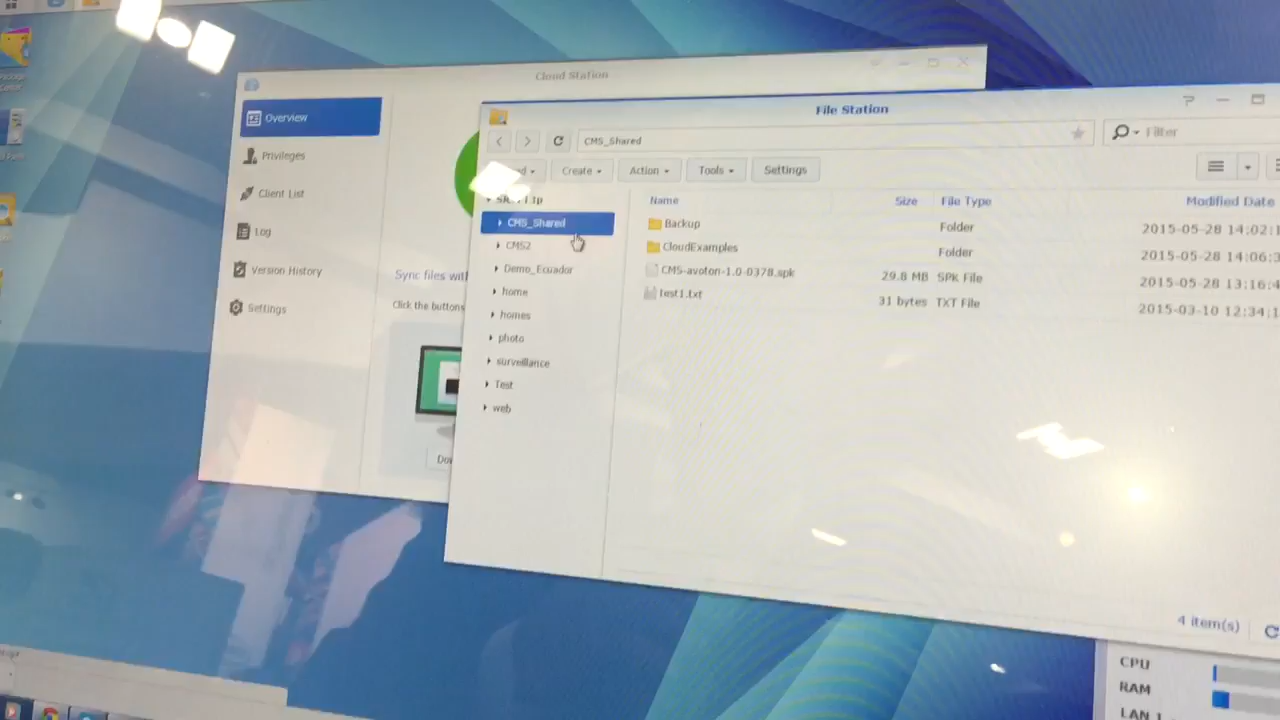 Cloud Station
Overview
Privileges
Client List
Log
Version History
Settings
Sync files with
Click the buttons
File Station
CMS_Shared
Filter
Create
Action
Tools
Settings
CMS_Shared
CMS2
Demo_Ecuador
home
homes
photo
surveillance
Test
web
Name Size File Type Modified Date
Backup Folder 2015-05-28 14:02:1
CloudExamples Folder 2015-05-28 14:06:3
CMS-avoton-1.0-0378.spk 29.8 MB SPK File 2015-05-28 13:16:4
test1.txt 31 bytes TXT File 2015-03-10 12:34:1
4 item(s)
CPU
RAM
LAN 1